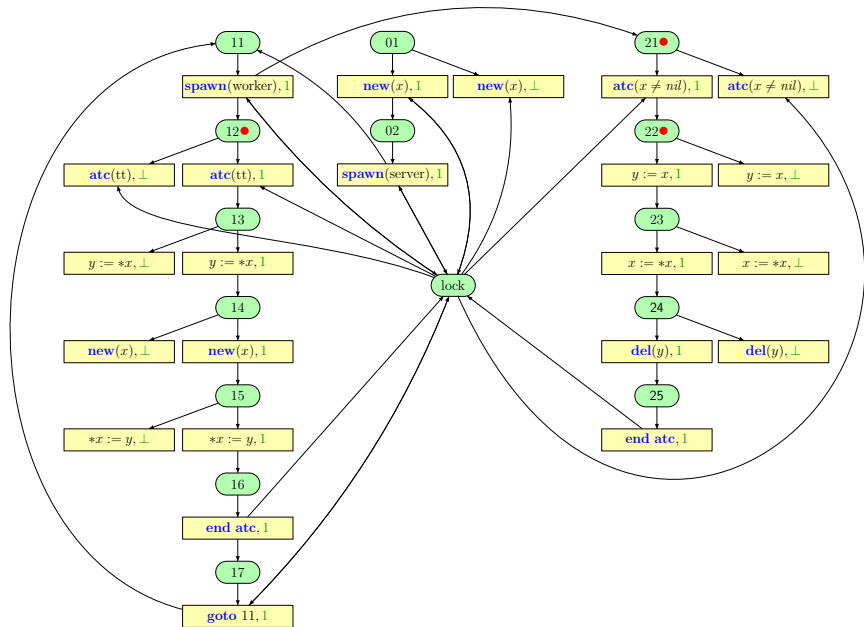 11 01 21
spawn(worker), 1 new(x), 1 new(x), ⊥ atc(x ≠ nil), 1 atc(x ≠ nil), ⊥
12 02 22
atc(tt), ⊥ atc(tt), 1 spawn(server), 1 y := x, 1 y := x, ⊥
13 23
y := *x, ⊥ y := *x, 1 x := *x, 1 x := *x, ⊥
lock
14 24
new(x), ⊥ new(x), 1 del(y), 1 del(y), ⊥
15 25
*x := y, ⊥ *x := y, 1 end atc, 1
16
end atc, 1
17
goto 11, 1